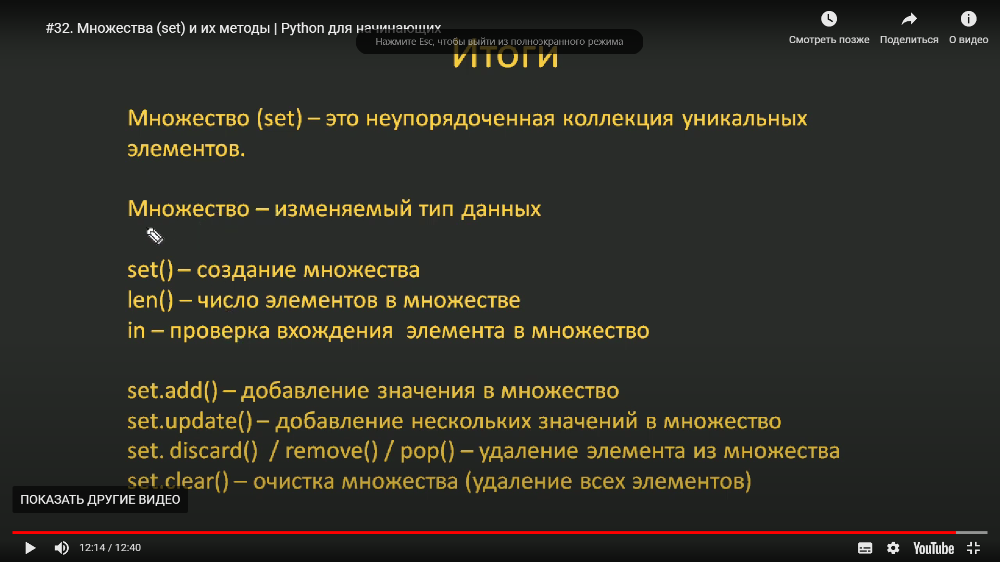 #32. Множества (set) и их методы | Python для начинающих
Смотреть позже
Поделиться
О видео
Нажмите Esc, чтобы выйти из полноэкранного режима
Итоги
Множество (set) – это неупорядоченная коллекция уникальных
элементов.
Множество – изменяемый тип данных
set() – создание множества
len() – число элементов в множестве
in – проверка вхождения элемента в множество
set.add() – добавление значения в множество
set.update() – добавление нескольких значений в множество
set. discard() / remove() / pop() – удаление элемента из множества
set.clear() – очистка множества (удаление всех элементов)
ПОКАЗАТЬ ДРУГИЕ ВИДЕО
12:14 / 12:40
YouTube